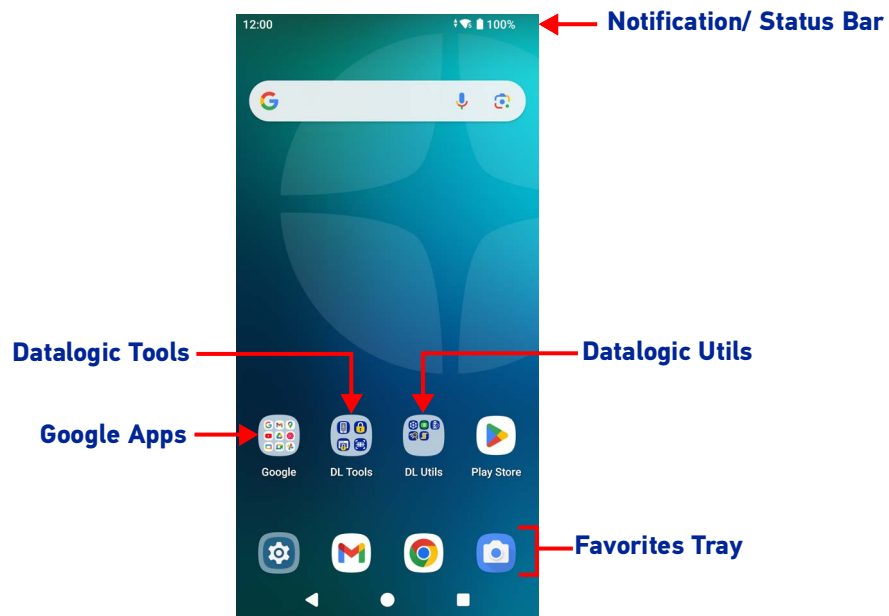 12:00 100%
Notification/ Status Bar
Datalogic Tools
Datalogic Utils
Google Apps
Google DL Tools DL Utils Play Store
Favorites Tray